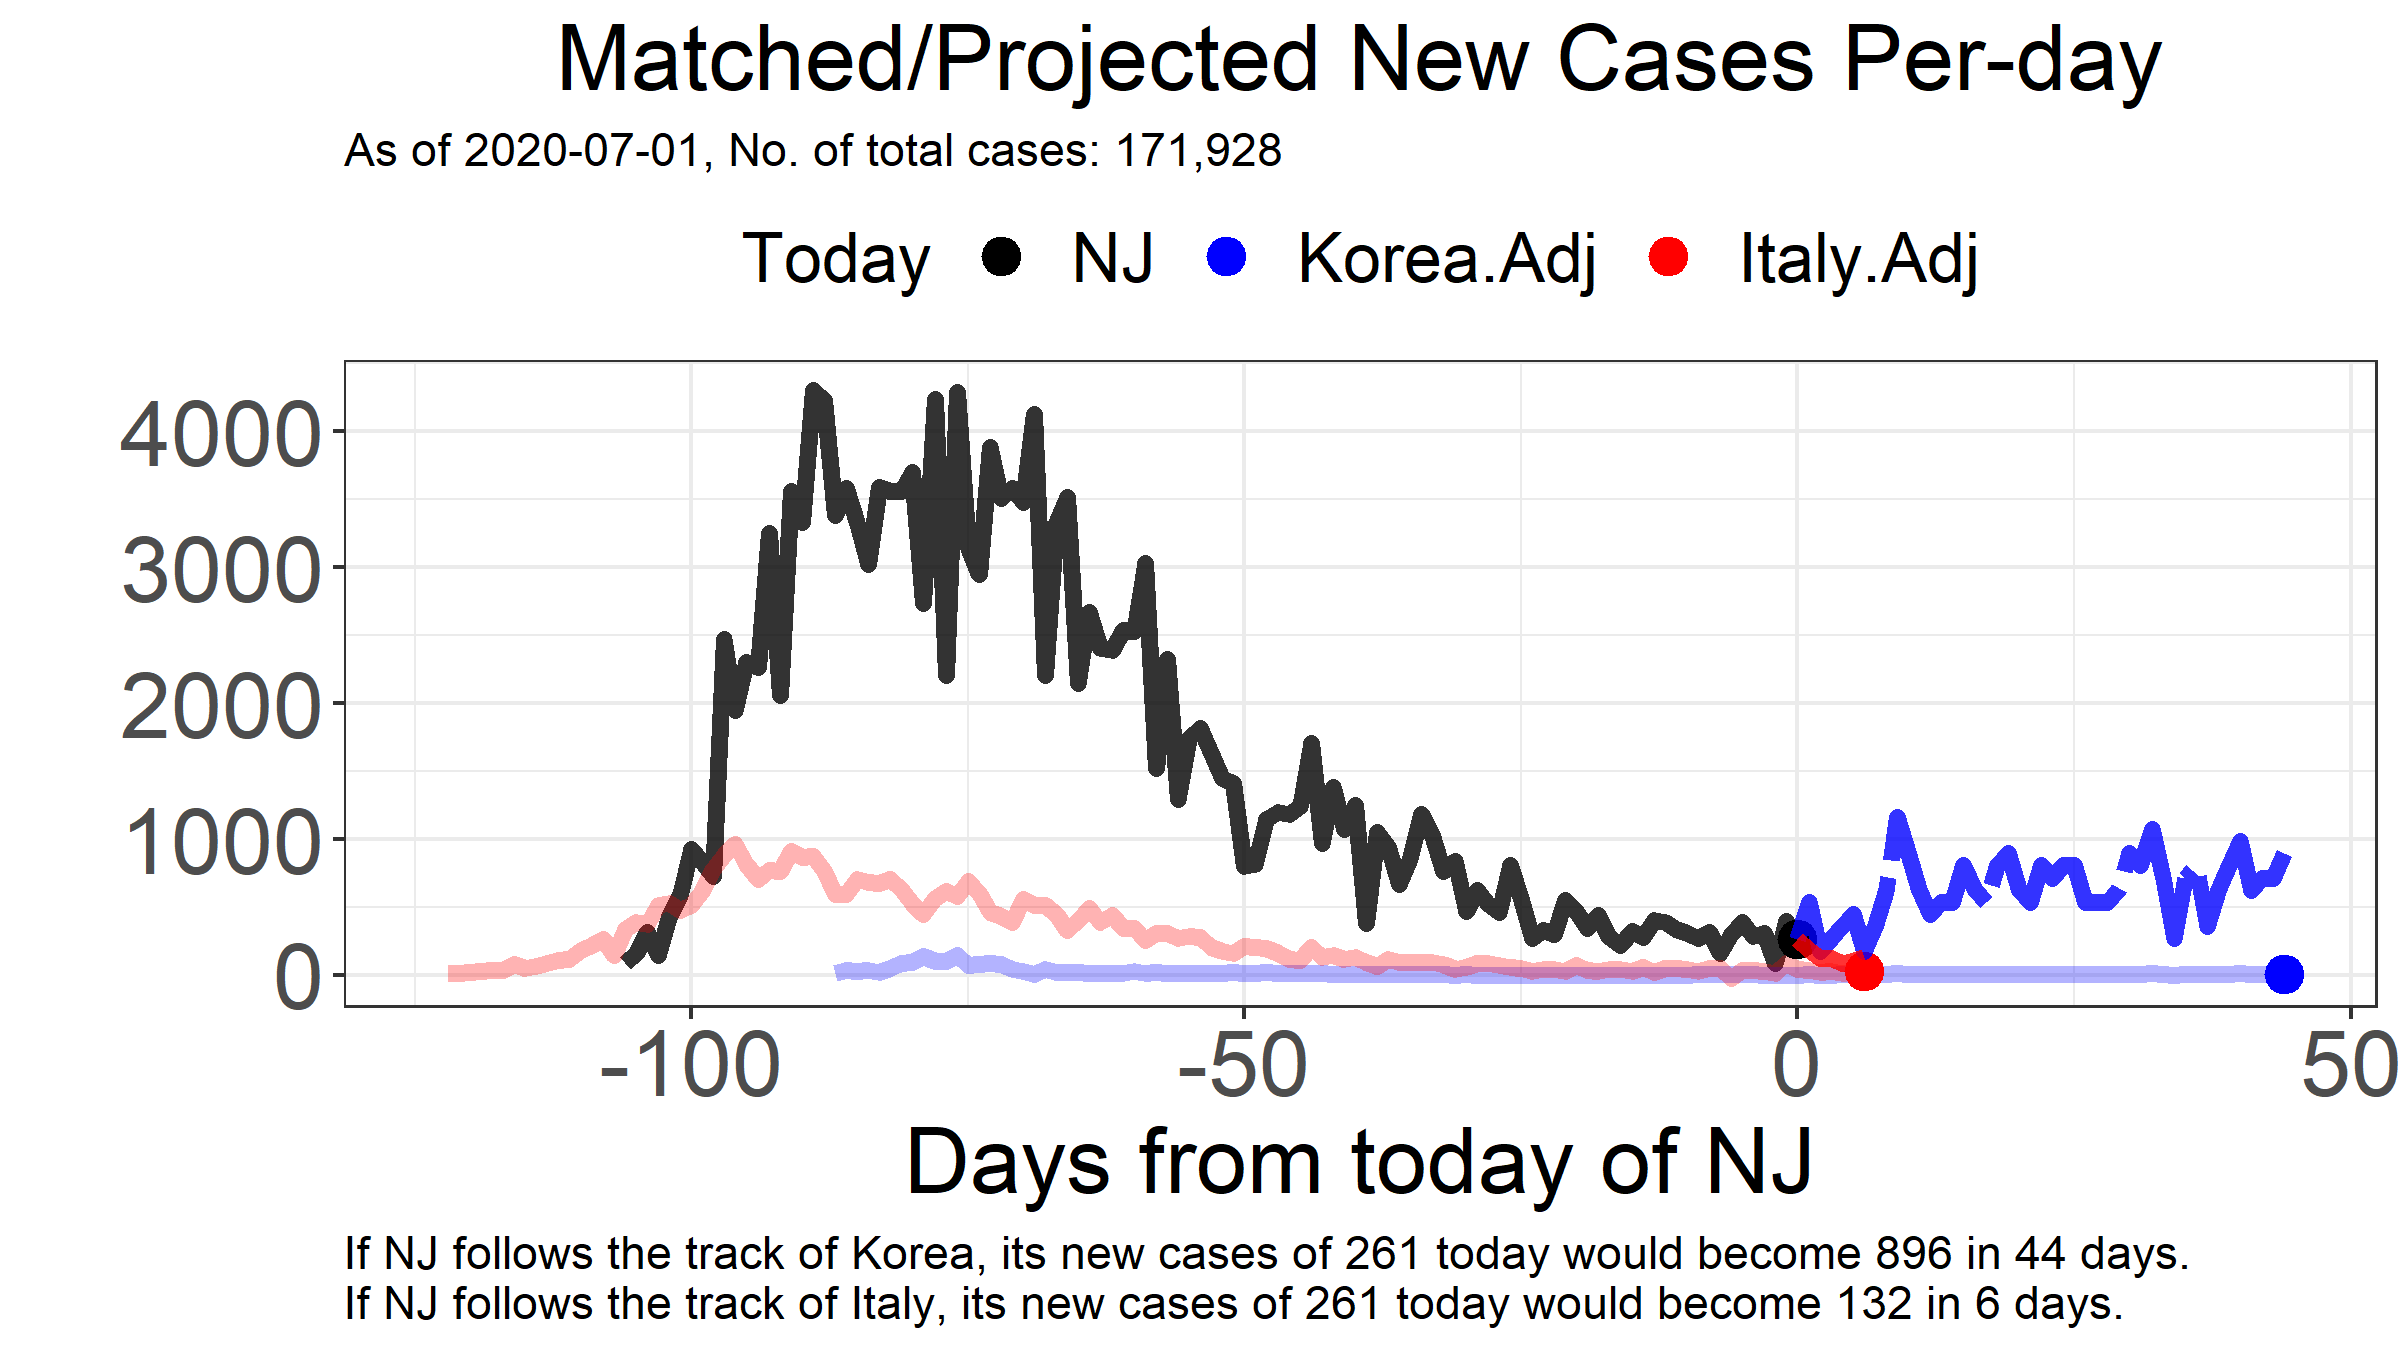 Matched/Projected New Cases Per-day
As of 2020-07-01, No. of total cases: 171,928
Today NJ Korea.Adj Italy.Adj
4000
3000
2000
1000
0
-100 -50 0 50
Days from today of NJ
If NJ follows the track of Korea, its new cases of 261 today would become 896 in 44 days.
If NJ follows the track of Italy, its new cases of 261 today would become 132 in 6 days.